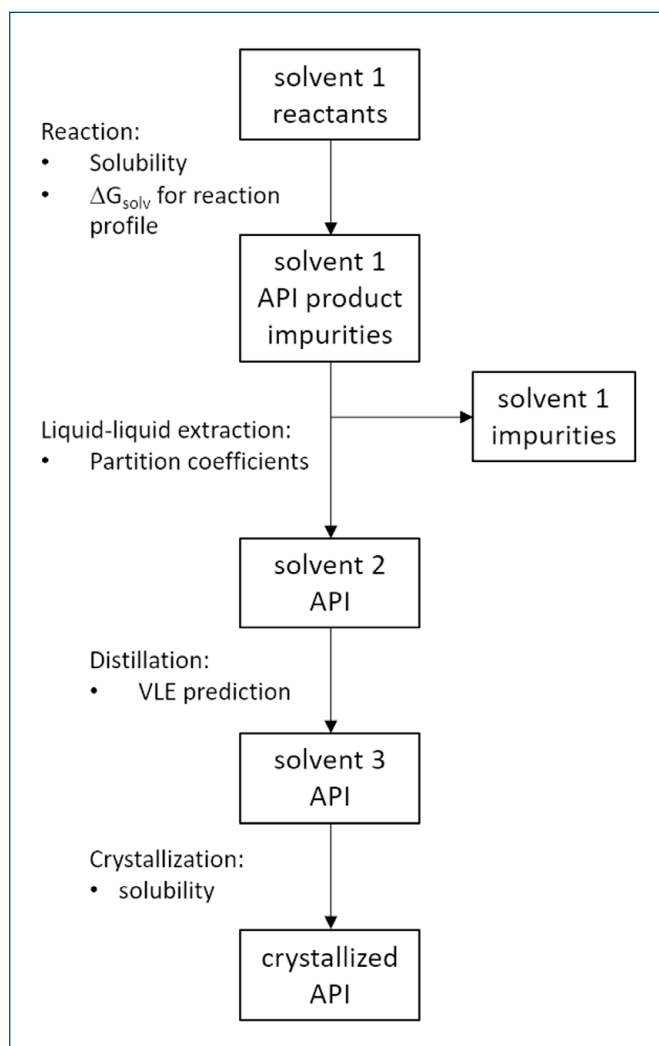 solvent 1
reactants
Reaction:
• Solubility
• ΔGsolv for reaction
profile
solvent 1
API product
impurities
solvent 1
impurities
Liquid-liquid extraction:
• Partition coefficients
solvent 2
API
Distillation:
• VLE prediction
solvent 3
API
Crystallization:
• solubility
crystallized
API